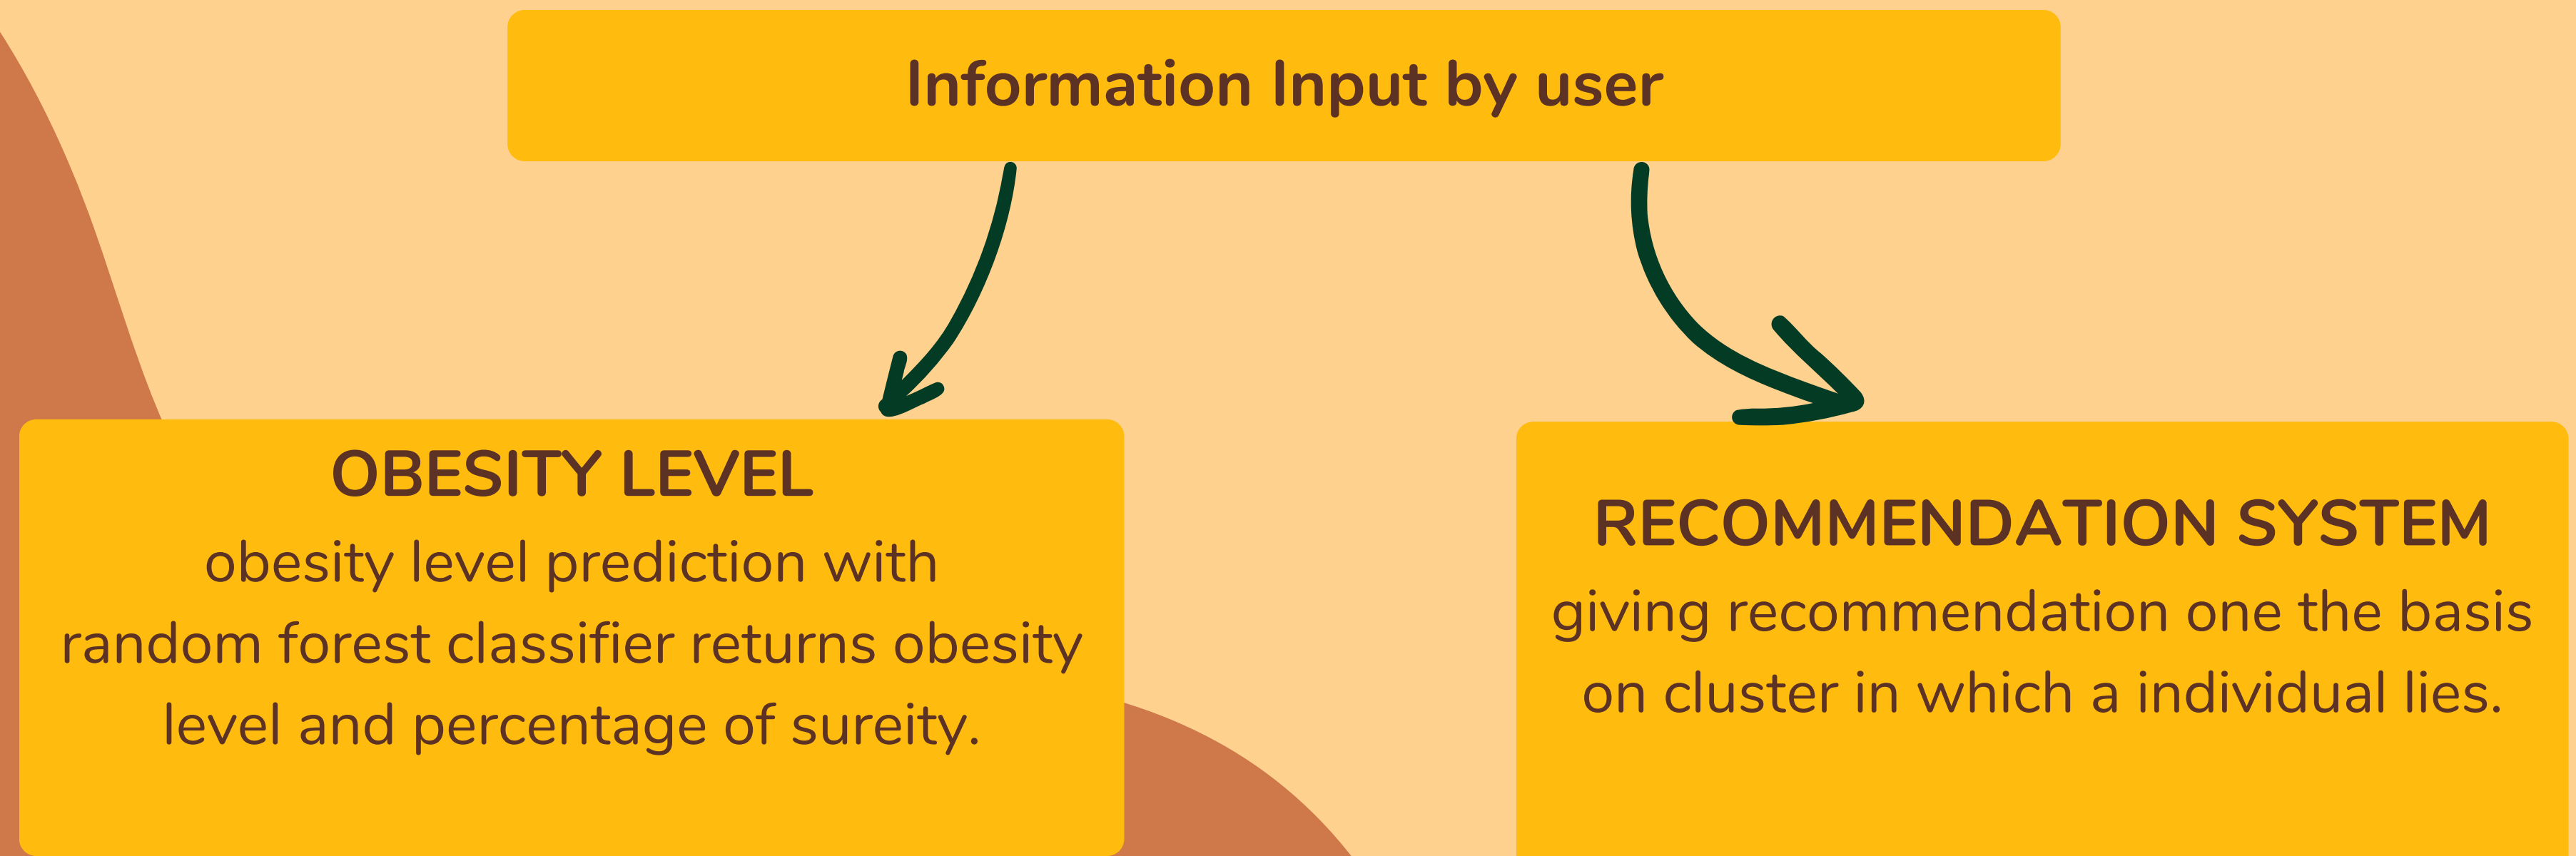 Information Input by user
OBESITY LEVEL
obesity level prediction with
random forest classifier returns obesity
level and percentage of sureity.
RECOMMENDATION SYSTEM
giving recommendation one the basis
on cluster in which a individual lies.